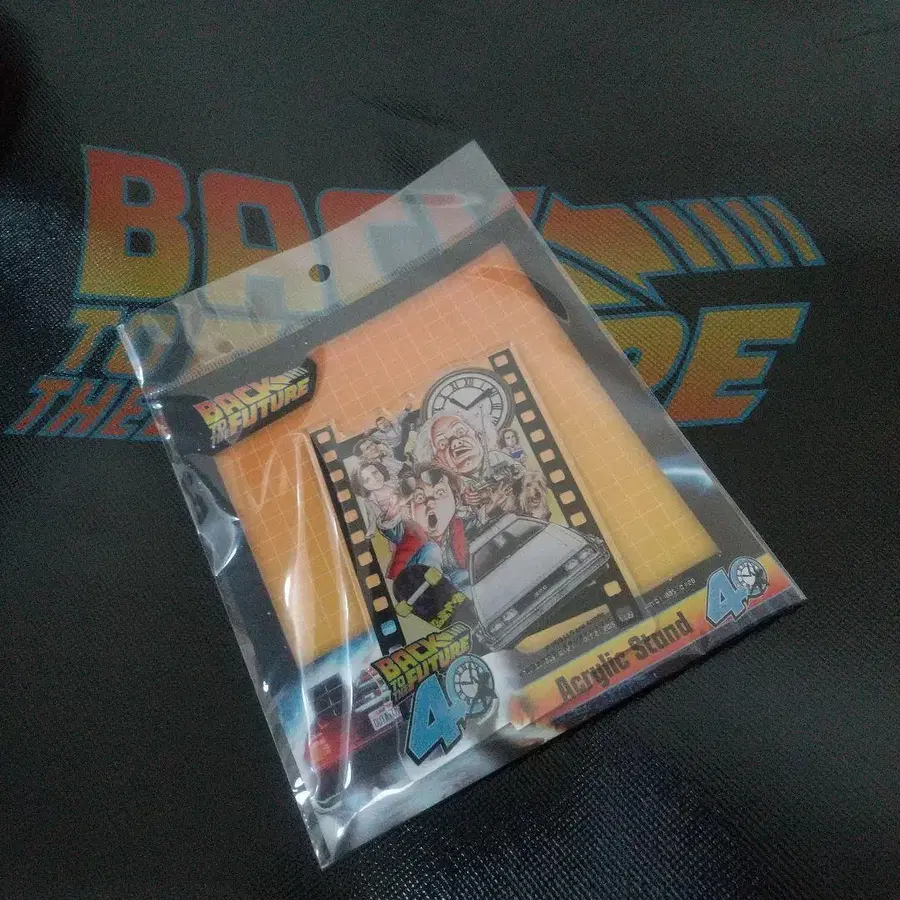 BACK
TO THE FUTURE
BACK
TO THE FUTURE
BACK
TO THE FUTURE
40
Acrylic Stand
40